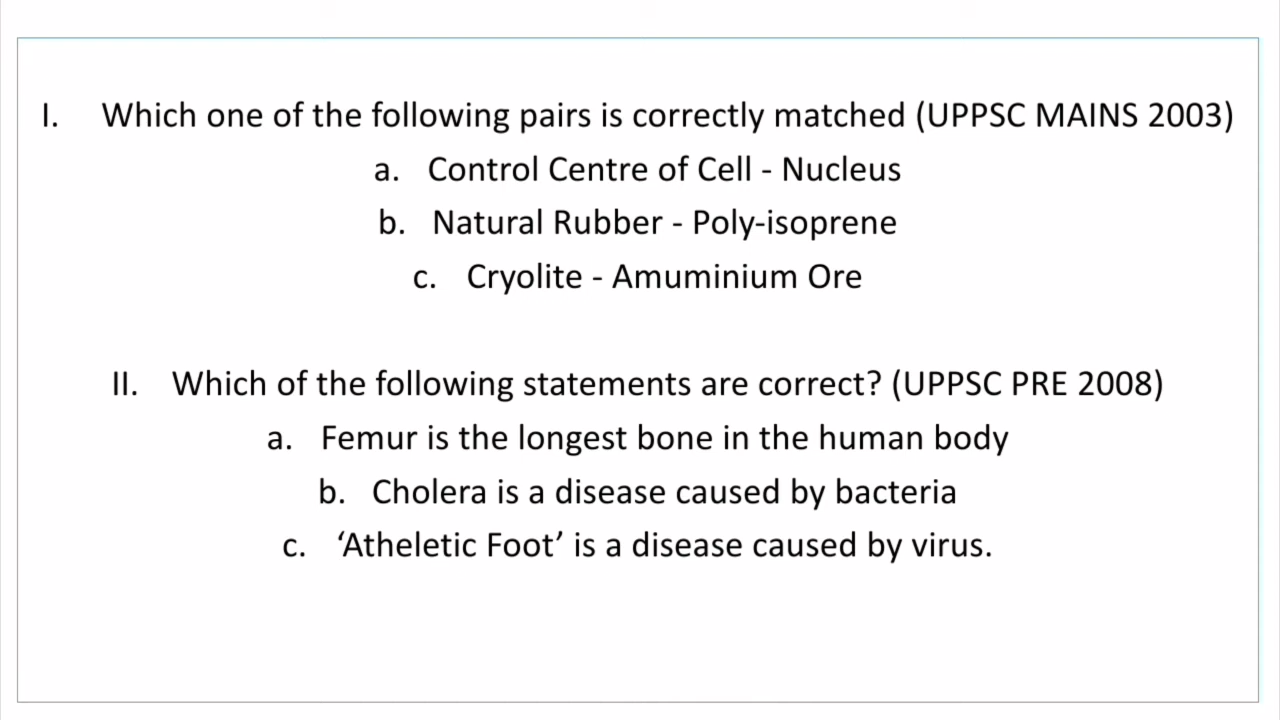 I. Which one of the following pairs is correctly matched (UPPSC MAINS 2003)
a. Control Centre of Cell - Nucleus
b. Natural Rubber - Poly-isoprene
c. Cryolite - Amuminium Ore
II. Which of the following statements are correct? (UPPSC PRE 2008)
a. Femur is the longest bone in the human body
b. Cholera is a disease caused by bacteria
c. ‘Atheletic Foot’ is a disease caused by virus.